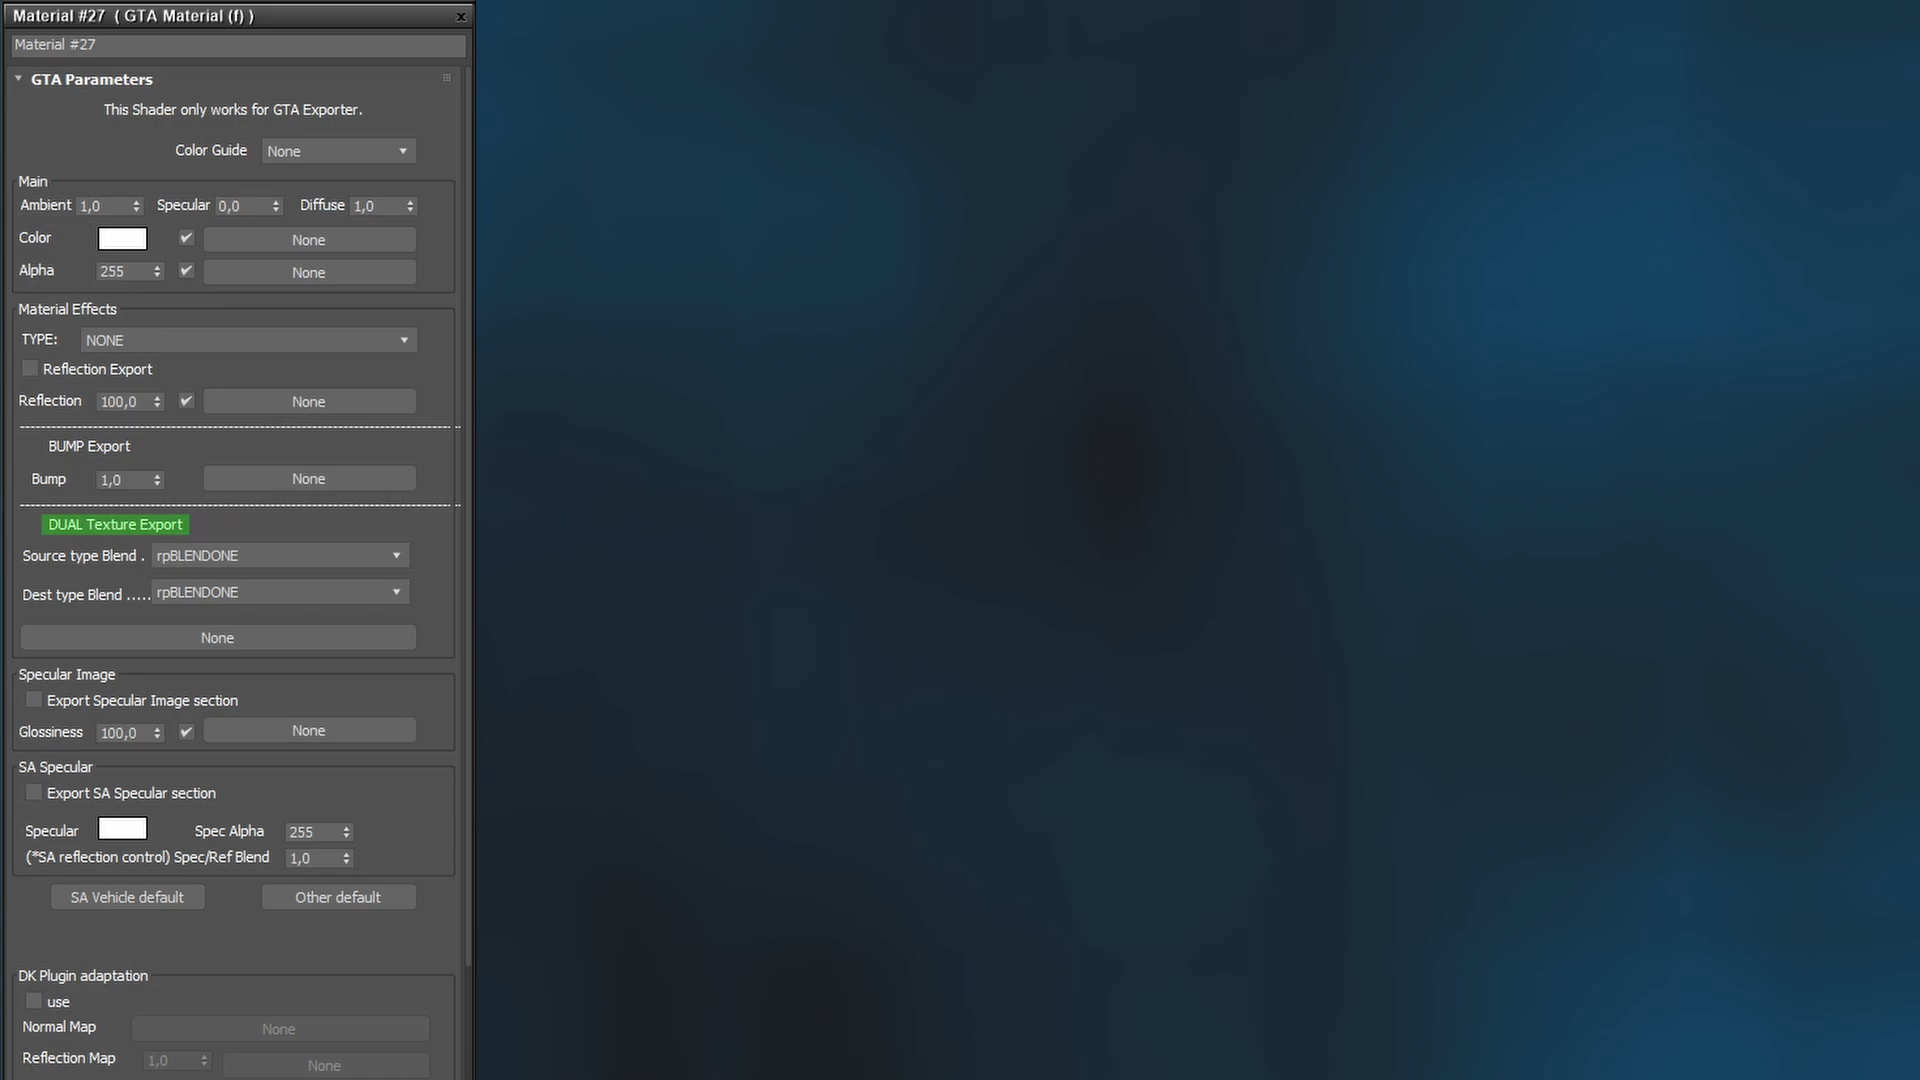 Material #27 ( GTA Material (f) )
x
Material #27
GTA Parameters
This Shader only works for GTA Exporter.
Color Guide None
Main
Ambient 1,0 Specular 0,0 Diffuse 1,0
Color None
Alpha 255 None
Material Effects
TYPE: NONE
Reflection Export
Reflection 100,0 None
BUMP Export
Bump 1,0 None
DUAL Texture Export
Source type Blend . rpBLENDONE
Dest type Blend ..... rpBLENDONE
None
Specular Image
Export Specular Image section
Glossiness 100,0 None
SA Specular
Export SA Specular section
Specular Spec Alpha 255
(*SA reflection control) Spec/Ref Blend 1,0
SA Vehicle default Other default
DK Plugin adaptation
use
Normal Map None
Reflection Map 1,0 None